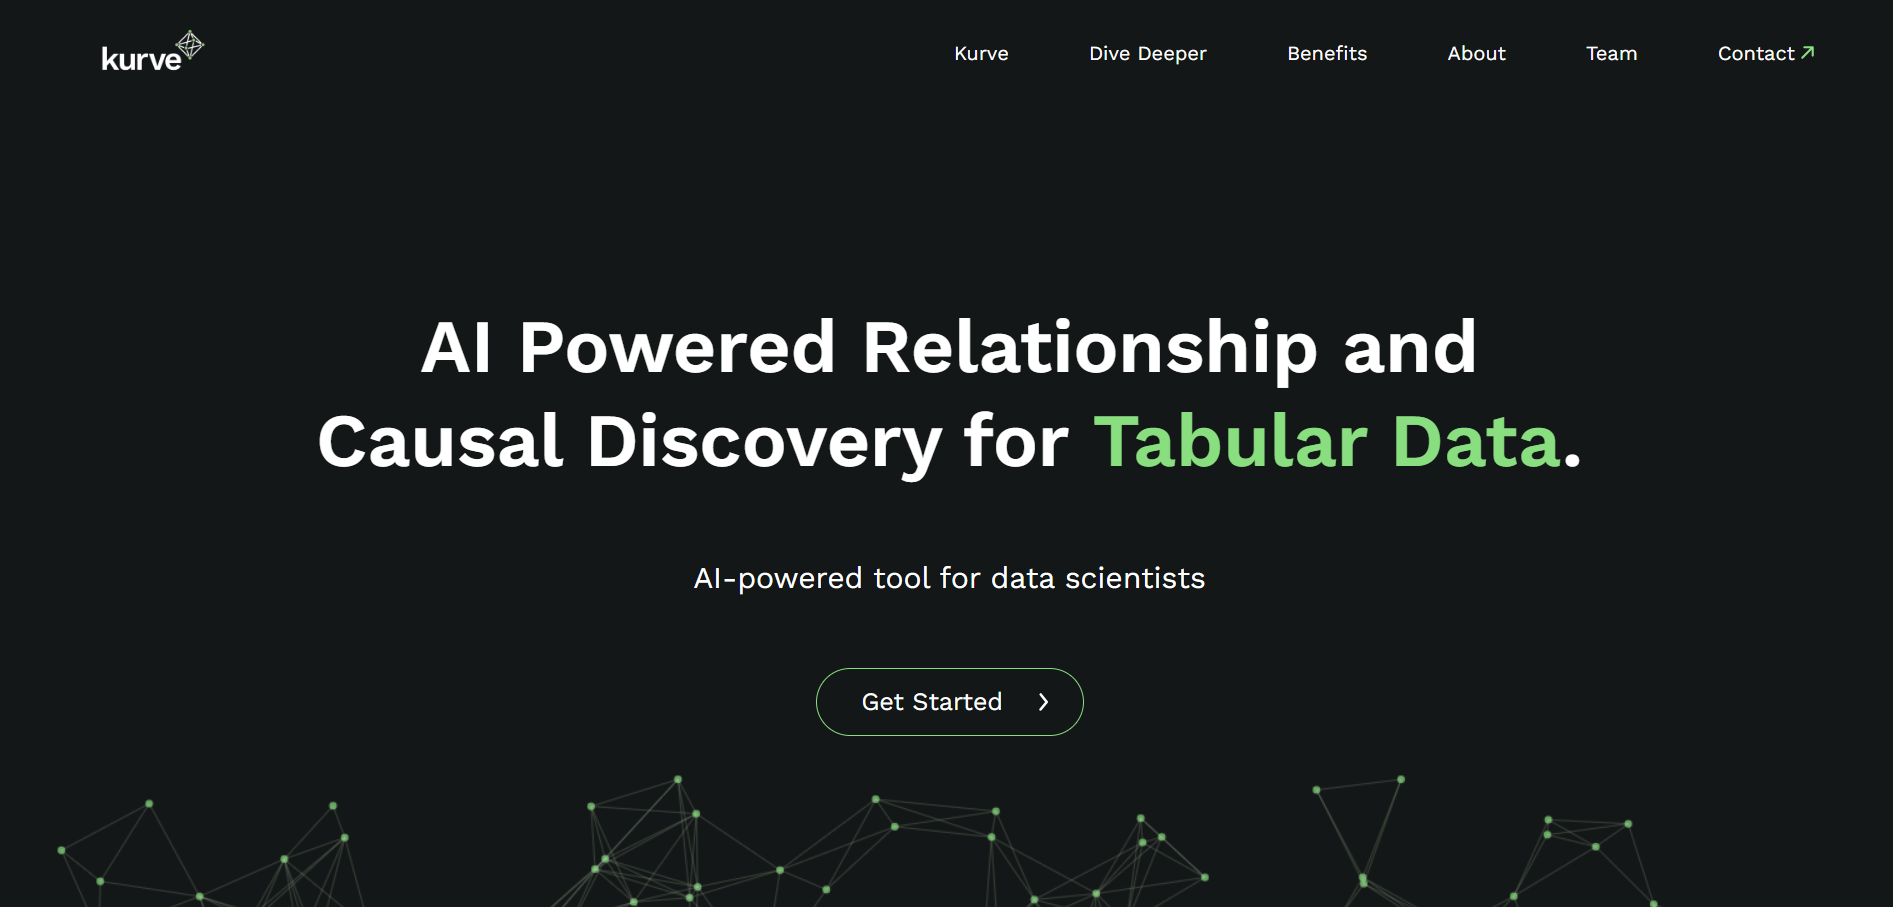 kurve
Kurve
Dive Deeper
Benefits
About
Team
Contact
AI Powered Relationship and
Causal Discovery for Tabular Data.
AI-powered tool for data scientists
Get Started